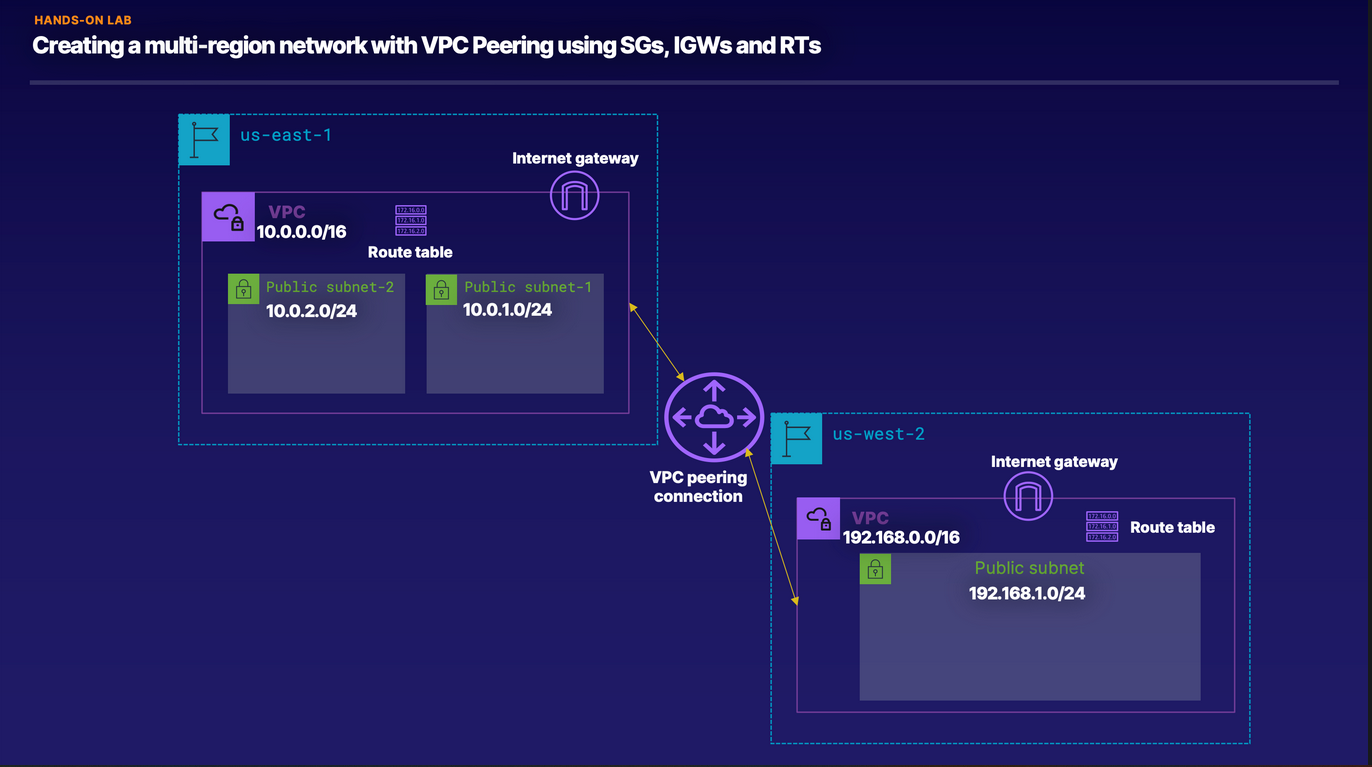 HANDS-ON LAB
Creating a multi-region network with VPC Peering using SGs, IGWs and RTs
us-east-1
Internet gateway
VPC
10.0.0.0/16
172.16.0.0
172.16.1.0
172.16.2.0
Route table
Public subnet-2
10.0.2.0/24
Public subnet-1
10.0.1.0/24
VPC peering
connection
us-west-2
Internet gateway
VPC
192.168.0.0/16
172.16.0.0
172.16.1.0
172.16.2.0
Route table
Public subnet
192.168.1.0/24